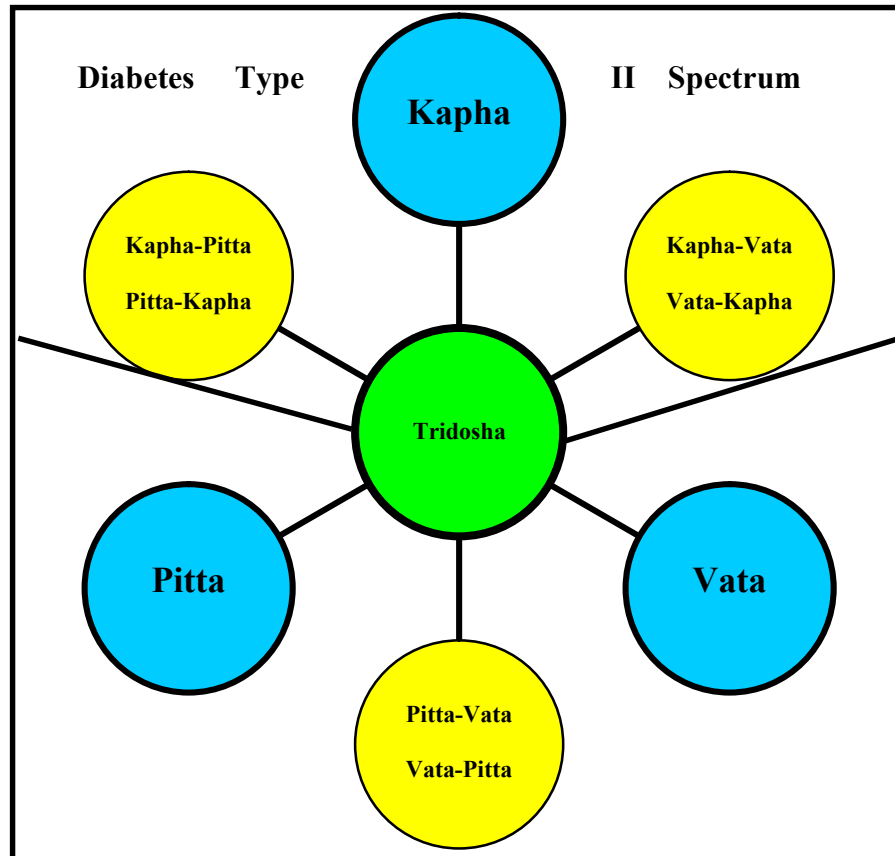 Diabetes Type II Spectrum
Kapha
Kapha-Pitta
Pitta-Kapha
Kapha-Vata
Vata-Kapha
Tridosha
Pitta
Vata
Pitta-Vata
Vata-Pitta